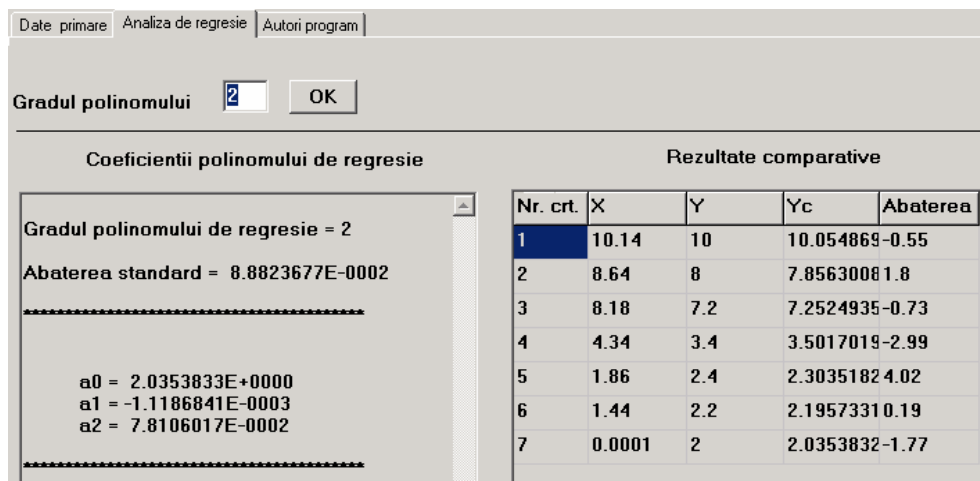 Date primare Analiza de regresie Autori program
Gradul polinomului 2 OK
Coeficientii polinomului de regresie
Gradul polinomului de regresie = 2
Abaterea standard = 8.8823677E-0002
****************************************
a0 = 2.0353833E+0000
a1 = -1.1186841E-0003
a2 = 7.8106017E-0002
****************************************
Rezultate comparative
Nr. crt. X Y Yc Abaterea
1 10.14 10 10.054869 -0.55
2 8.64 8 7.8563008 1.8
3 8.18 7.2 7.2524935 -0.73
4 4.34 3.4 3.5017019 -2.99
5 1.86 2.4 2.3035182 4.02
6 1.44 2.2 2.1957331 0.19
7 0.0001 2 2.0353832 -1.77